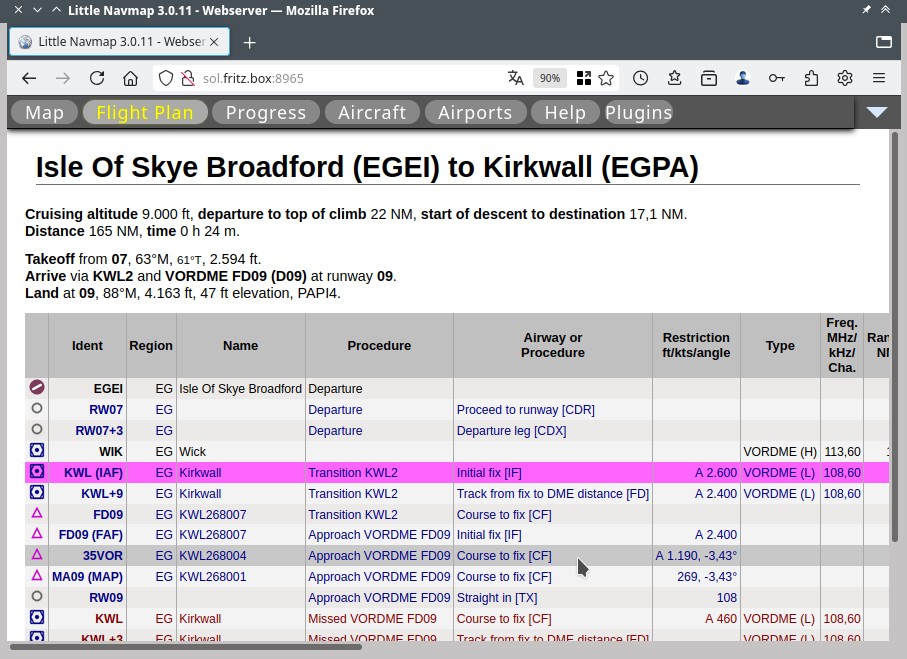 Little Navmap 3.0.11 - Webserver — Mozilla Firefox
Little Navmap 3.0.11 - Webser
sol.fritz.box:8965
90%
Map Flight Plan Progress Aircraft Airports Help Plugins
Isle Of Skye Broadford (EGEI) to Kirkwall (EGPA)
Cruising altitude 9.000 ft, departure to top of climb 22 NM, start of descent to destination 17,1 NM.
Distance 165 NM, time 0 h 24 m.
Takeoff from 07, 63°M, 61°T, 2.594 ft.
Arrive via KWL2 and VORDME FD09 (D09) at runway 09.
Land at 09, 88°M, 4.163 ft, 47 ft elevation, PAPI4.
Ident Region Name Procedure Airway or Procedure Restriction ft/kts/angle Type Freq. MHz/ kHz/ Cha.
EGEI EG Isle Of Skye Broadford Departure
RW07 EG Departure Proceed to runway [CDR]
RW07+3 EG Departure Departure leg [CDX]
WIK EG Wick VORDME (H) 113,60
KWL (IAF) EG Kirkwall Transition KWL2 Initial fix [IF] A 2.600 VORDME (L) 108,60
KWL+9 EG Kirkwall Transition KWL2 Track from fix to DME distance [FD] A 2.400 VORDME (L) 108,60
FD09 EG KWL268007 Transition KWL2 Course to fix [CF]
FD09 (FAF) EG KWL268007 Approach VORDME FD09 Initial fix [IF] A 2.400
35VOR EG KWL268004 Approach VORDME FD09 Course to fix [CF] A 1.190, -3,43°
MA09 (MAP) EG KWL268001 Approach VORDME FD09 Course to fix [CF] 269, -3,43°
RW09 EG Approach VORDME FD09 Straight in [TX] 108
KWL EG Kirkwall Missed VORDME FD09 Course to fix [CF] A 460 VORDME (L) 108,60
KWL+3 EG Kirkwall Missed VORDME FD09 Track from fix to DME distance [FD] VORDME (L) 108,60